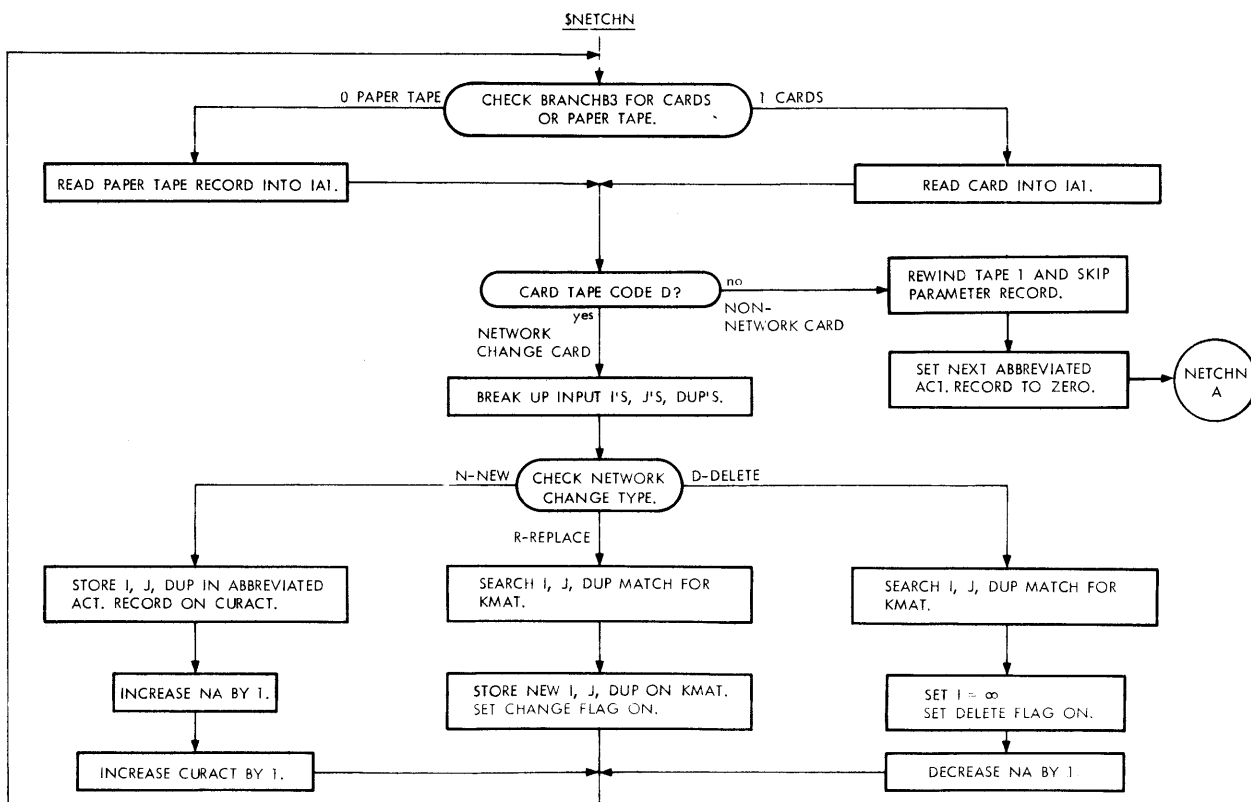 $NETCHN
0 PAPER TAPE
CHECK BRANCHB3 FOR CARDS
OR PAPER TAPE.
1 CARDS
READ PAPER TAPE RECORD INTO IA1.
READ CARD INTO IA1.
CARD TAPE CODE D?
no
NON-
NETWORK CARD
REWIND TAPE 1 AND SKIP
PARAMETER RECORD.
yes
NETWORK
CHANGE CARD
SET NEXT ABBREVIATED
ACT. RECORD TO ZERO.
NETCHN
A
BREAK UP INPUT I'S, J'S, DUP'S.
N-NEW
CHECK NETWORK
CHANGE TYPE.
D-DELETE
R-REPLACE
STORE I, J, DUP IN ABBREVIATED
ACT. RECORD ON CURACT.
SEARCH I, J, DUP MATCH FOR
KMAT.
SEARCH I, J, DUP MATCH FOR
KMAT.
INCREASE NA BY 1.
STORE NEW I, J, DUP ON KMAT.
SET CHANGE FLAG ON.
SET I = ∞
SET DELETE FLAG ON.
INCREASE CURACT BY 1.
DECREASE NA BY 1.